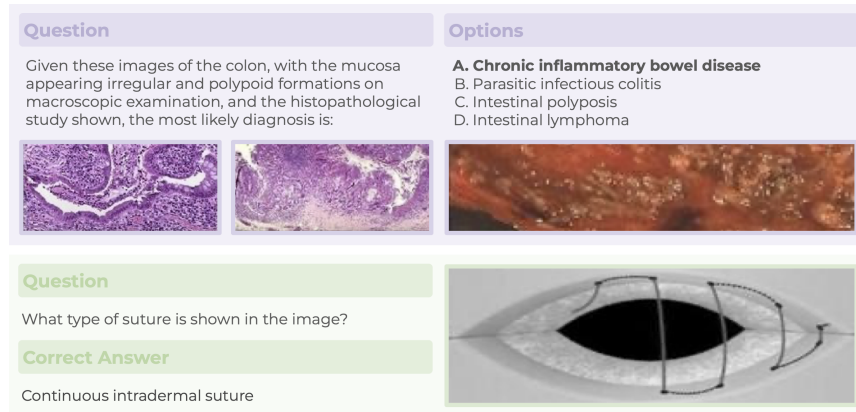 Question
Given these images of the colon, with the mucosa
appearing irregular and polypoid formations on
macroscopic examination, and the histopathological
study shown, the most likely diagnosis is:
Options
A. Chronic inflammatory bowel disease
B. Parasitic infectious colitis
C. Intestinal polyposis
D. Intestinal lymphoma
Question
What type of suture is shown in the image?
Correct Answer
Continuous intradermal suture